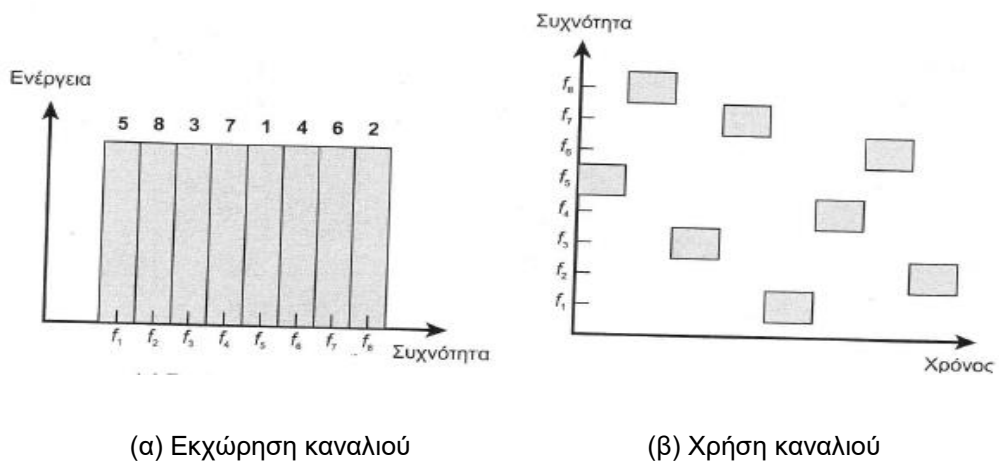 Ενέργεια
5 8 3 7 1 4 6 2
f₁ f₂ f₃ f₄ f₅ f₆ f₇ f₈
Συχνότητα
Συχνότητα
f₈
f₇
f₆
f₅
f₄
f₃
f₂
f₁
Χρόνος
(α) Εκχώρηση καναλιού
(β) Χρήση καναλιού